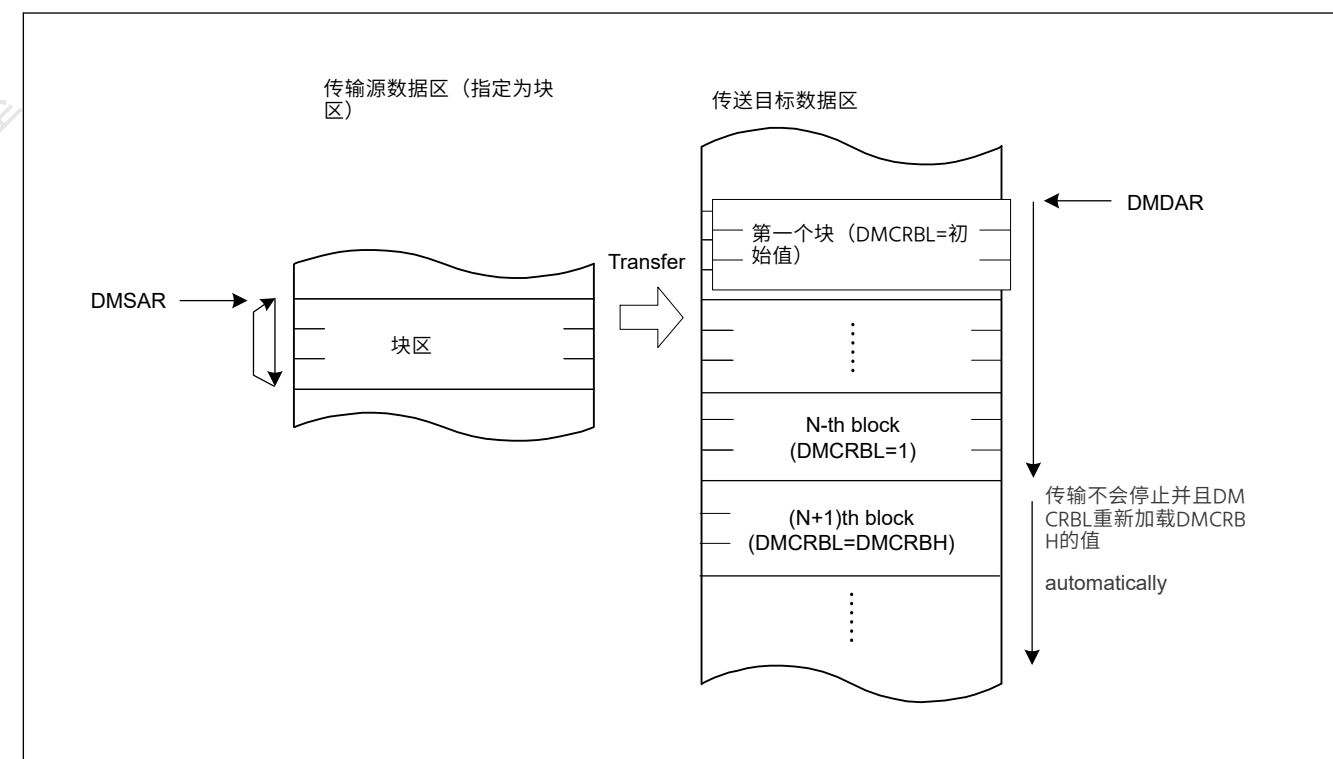 传输源数据区（指定为块
区）
传送目标数据区
DMDAR
第一个块（DMCRBL=初
始值）
Transfer
DMSAR
块区
N-th block
(DMCRBL=1)
传输不会停止并且DM
CRBL重新加载DMCRB
H的值
(N+1)th block
(DMCRBL=DMCRBH)
automatically